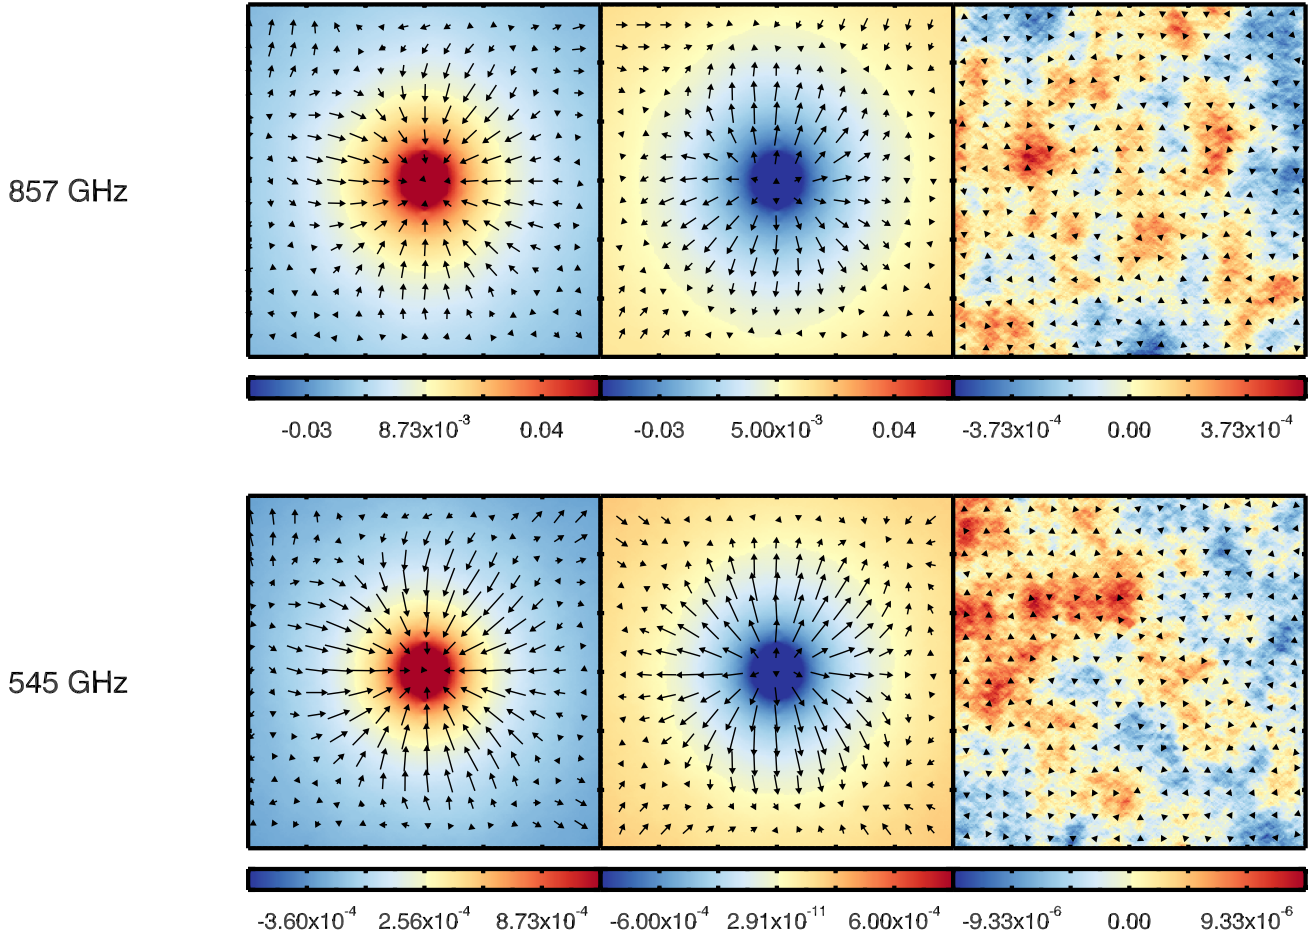 857 GHz
-0.03 8.73x10⁻³ 0.04 -0.03 5.00x10⁻³ 0.04 -3.73x10⁻⁴ 0.00 3.73x10⁻⁴
545 GHz
-3.60x10⁻⁴ 2.56x10⁻⁴ 8.73x10⁻⁴ -6.00x10⁻⁴ 2.91x10⁻¹¹ 6.00x10⁻⁴ -9.33x10⁻⁶ 0.00 9.33x10⁻⁶